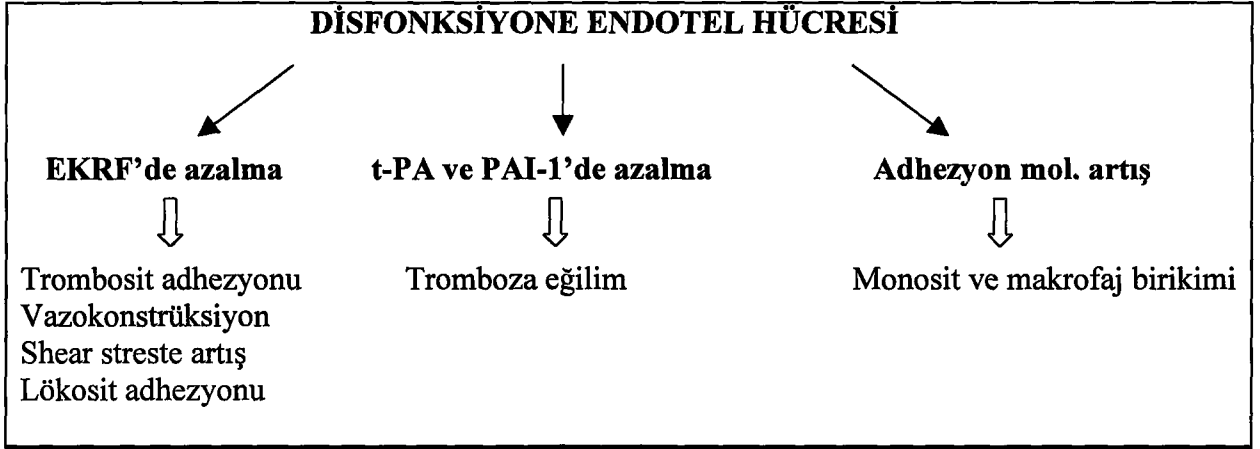 DİSFONKSİYONE ENDOTEL HÜCRESİ
EKRF’de azalma
t-PA ve PAI-1’de azalma
Adhezyon mol. artış
Trombosit adhezyonu
Vazokonstrüksiyon
Shear streste artış
Lökosit adhezyonu
Tromboza eğilim
Monosit ve makrofaj birikimi